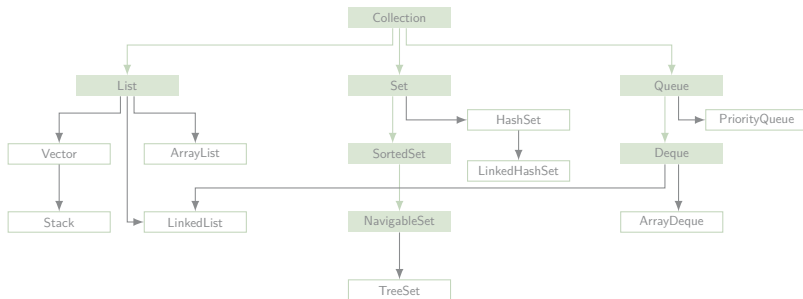 Collection
List
Set
Queue
HashSet
PriorityQueue
Vector
ArrayList
SortedSet
Deque
LinkedHashSet
Stack
LinkedList
NavigableSet
ArrayDeque
TreeSet